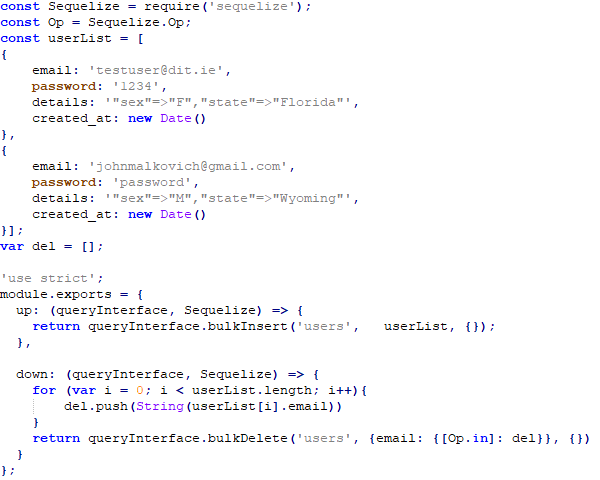 const Sequelize = require('sequelize');
const Op = Sequelize.Op;
const userList = [
{
    email: 'testuser@dit.ie',
    password: '1234',
    details: '"sex"=>"F","state"=>"Florida"',
    created_at: new Date()
},
{
    email: 'johnmalkovich@gmail.com',
    password: 'password',
    details: '"sex"=>"M","state"=>"Wyoming"',
    created_at: new Date()
}];
var del = [];

'use strict';
module.exports = {
  up: (queryInterface, Sequelize) => {
    return queryInterface.bulkInsert('users',   userList, {});
  },

  down: (queryInterface, Sequelize) => {
    for (var i = 0; i < userList.length; i++){
        del.push(String(userList[i].email))
    }
    return queryInterface.bulkDelete('users', {email: {[Op.in]: del}}, {})
  }
};